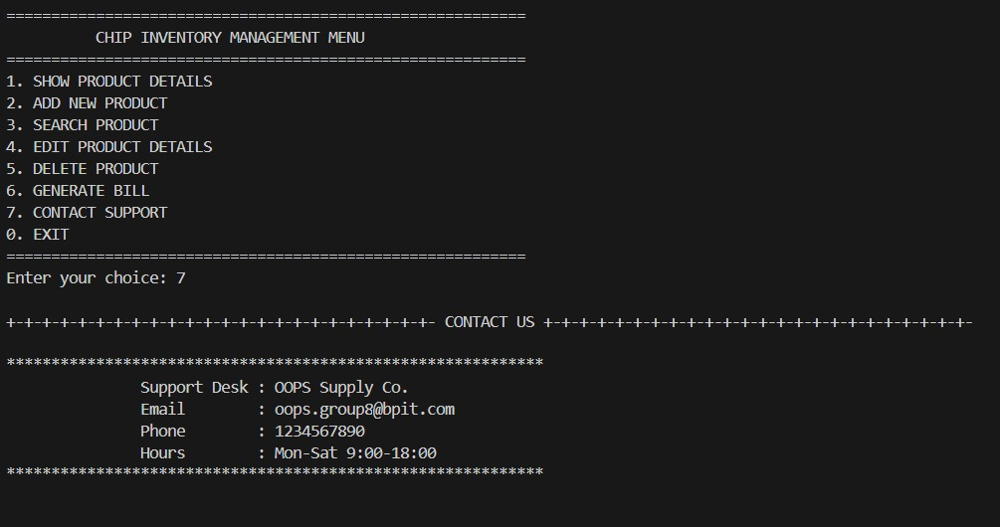 ==========================================================
CHIP INVENTORY MANAGEMENT MENU
==========================================================
1. SHOW PRODUCT DETAILS
2. ADD NEW PRODUCT
3. SEARCH PRODUCT
4. EDIT PRODUCT DETAILS
5. DELETE PRODUCT
6. GENERATE BILL
7. CONTACT SUPPORT
0. EXIT
==========================================================
Enter your choice: 7
+-+-+-+-+-+-+-+-+-+-+-+-+-+-+-+-+-+-+-+-+-+-+-+- CONTACT US +-+-+-+-+-+-+-+-+-+-+-+-+-+-+-+-+-+-+-+-+-+-+-+-
************************************************************
Support Desk : OOPS Supply Co.
Email : oops.group8@bpit.com
Phone : 1234567890
Hours : Mon-Sat 9:00-18:00
************************************************************